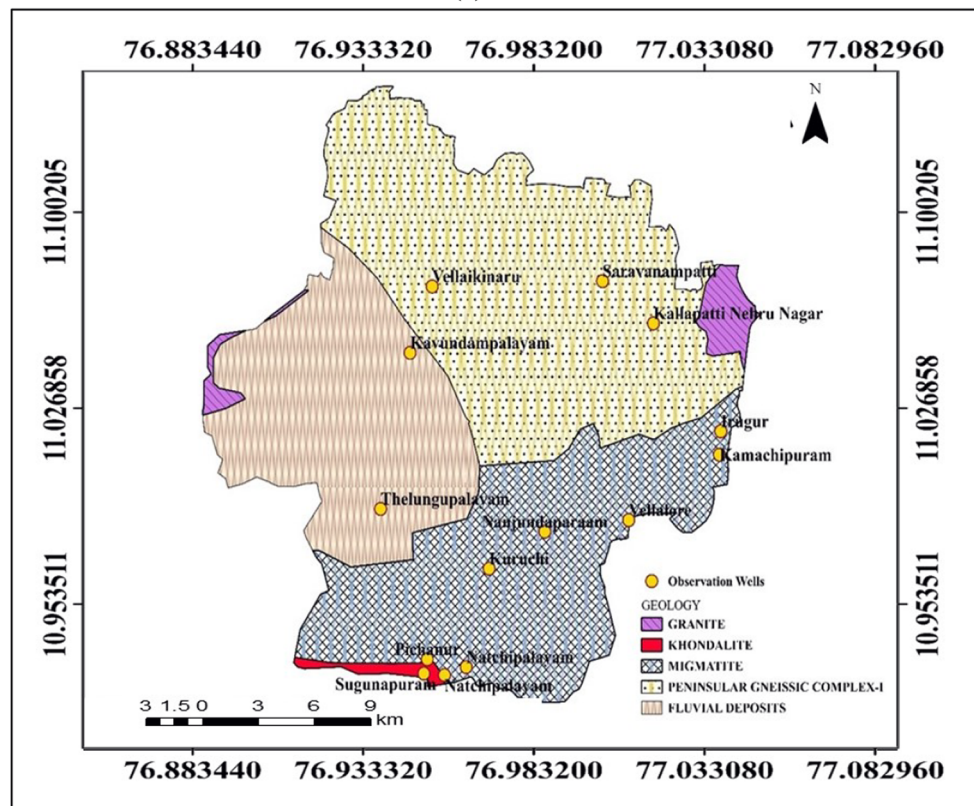 76.883440 76.933320 76.983200 77.033080 77.082960
N
11.100205 11.100205
Saravanampatti
Vellaikinaru
Kallapatti Nehru Nagar
Kavundampalayam
11.026858 11.026858
Irugur
Kamachipuram
Thelungupalayam
Vellalore
Nanjundaparaam
Kuruchi
10.953511 10.953511
Observation Wells
GEOLOGY
GRANITE
KHONDALITE
MIGMATITE
PENINSULAR GNEISSIC COMPLEX-I
FLUVIAL DEPOSITS
Pichanur
Natchipalayam
Sugunapuram Natchipalayam
3 1.5 0 3 6 9
km
76.883440 76.933320 76.983200 77.033080 77.082960